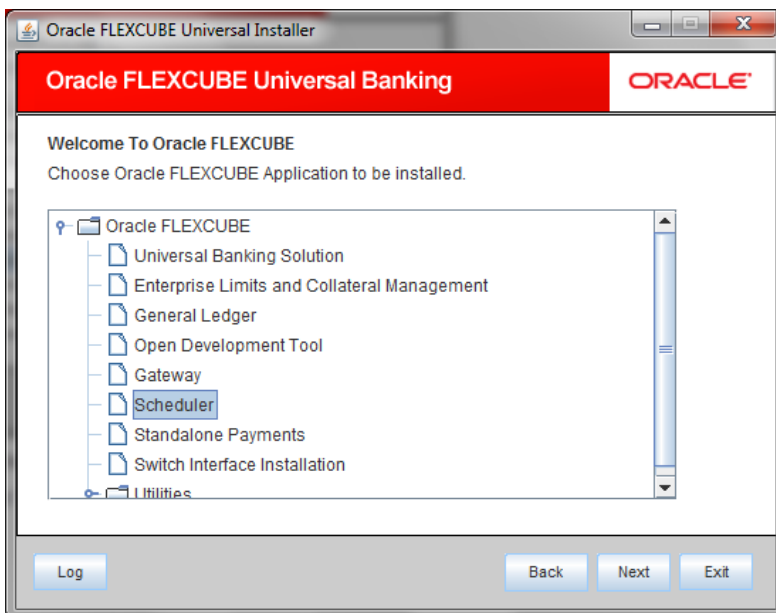 Oracle FLEXCUBE Universal Installer
Oracle FLEXCUBE Universal Banking
ORACLE
Welcome To Oracle FLEXCUBE
Choose Oracle FLEXCUBE Application to be installed.
Oracle FLEXCUBE
Universal Banking Solution
Enterprise Limits and Collateral Management
General Ledger
Open Development Tool
Gateway
Scheduler
Standalone Payments
Switch Interface Installation
Utilities
Log
Back
Next
Exit